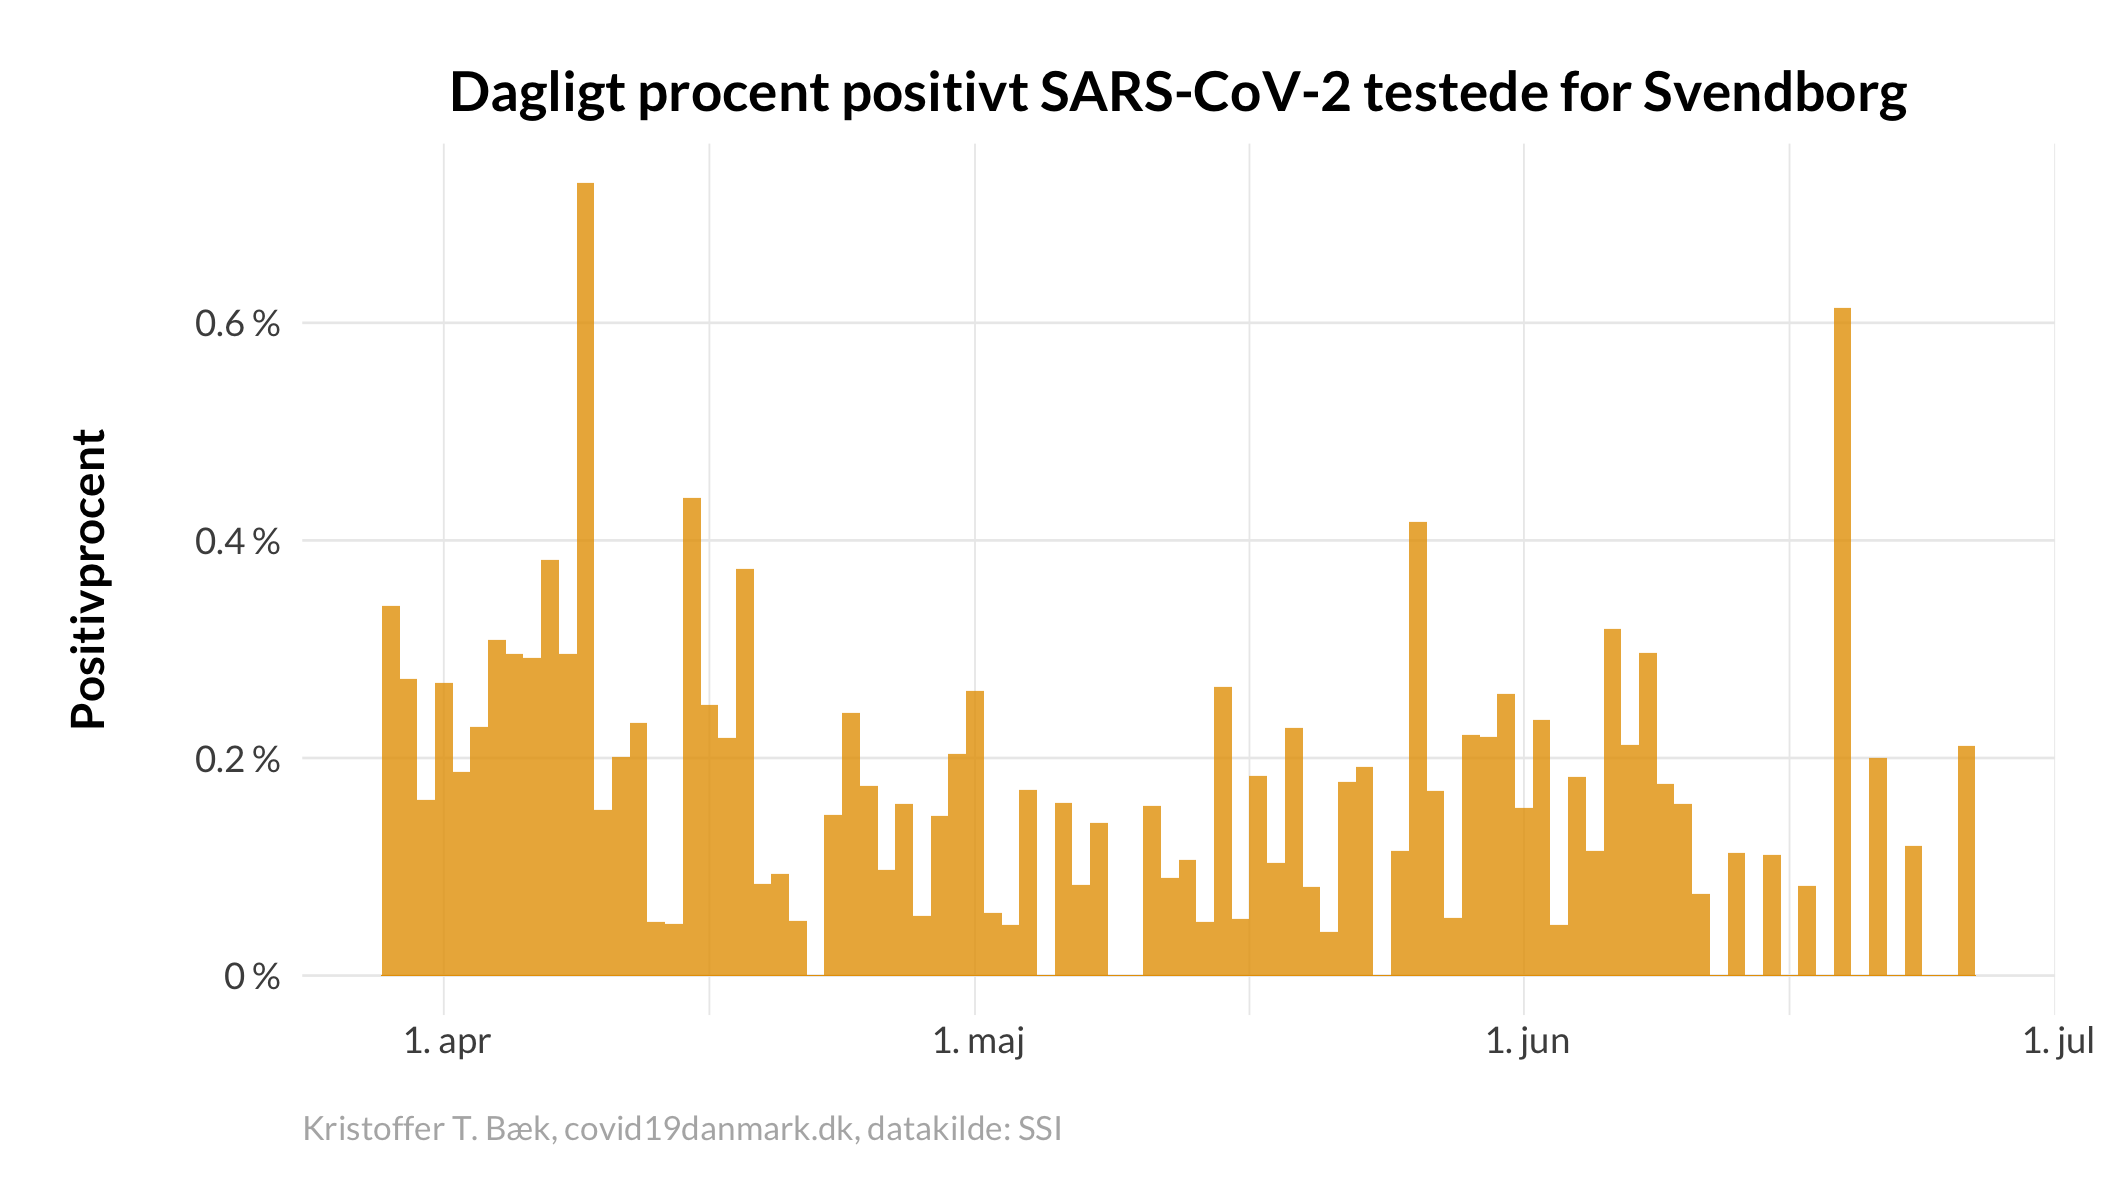 Dagligt procent positivt SARS-CoV-2 testede for Svendborg
Positivprocent
0.6 %
0.4 %
0.2 %
0 %
1. apr
1. maj
1. jun
1. jul
Kristoffer T. Bæk, covid19danmark.dk, datakilde: SSI